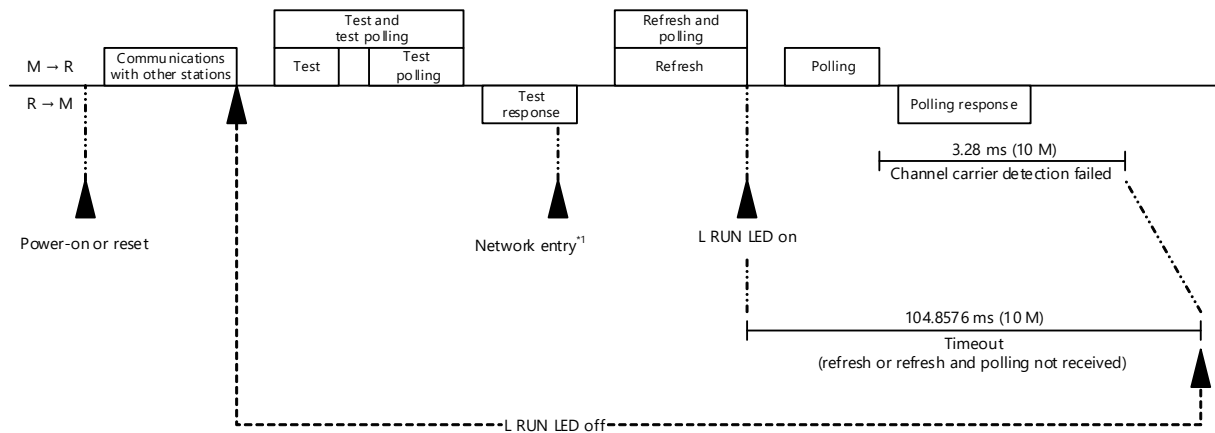 Test and
test polling
Refresh and
polling
M → R
Communications
with other stations
Test
Test
polling
Refresh
Polling
R → M
Test
response
Polling response
3.28 ms (10 M)
Channel carrier detection failed
Power-on or reset
Network entry*1
L RUN LED on
104.8576 ms (10 M)
Timeout
(refresh or refresh and polling not received)
L RUN LED off